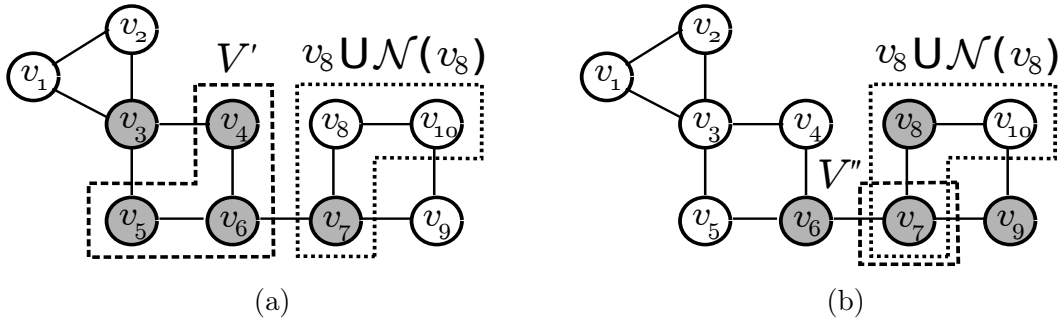 v₂
V'
v₈ ∪ 𝒩(v₈)
v₁
v₃
v₄
v₈
v₁₀
v₅
v₆
v₇
v₉
(a)
v₂
v₈ ∪ 𝒩(v₈)
v₁
v₃
v₄
v₈
v₁₀
V"
v₅
v₆
v₇
v₉
(b)